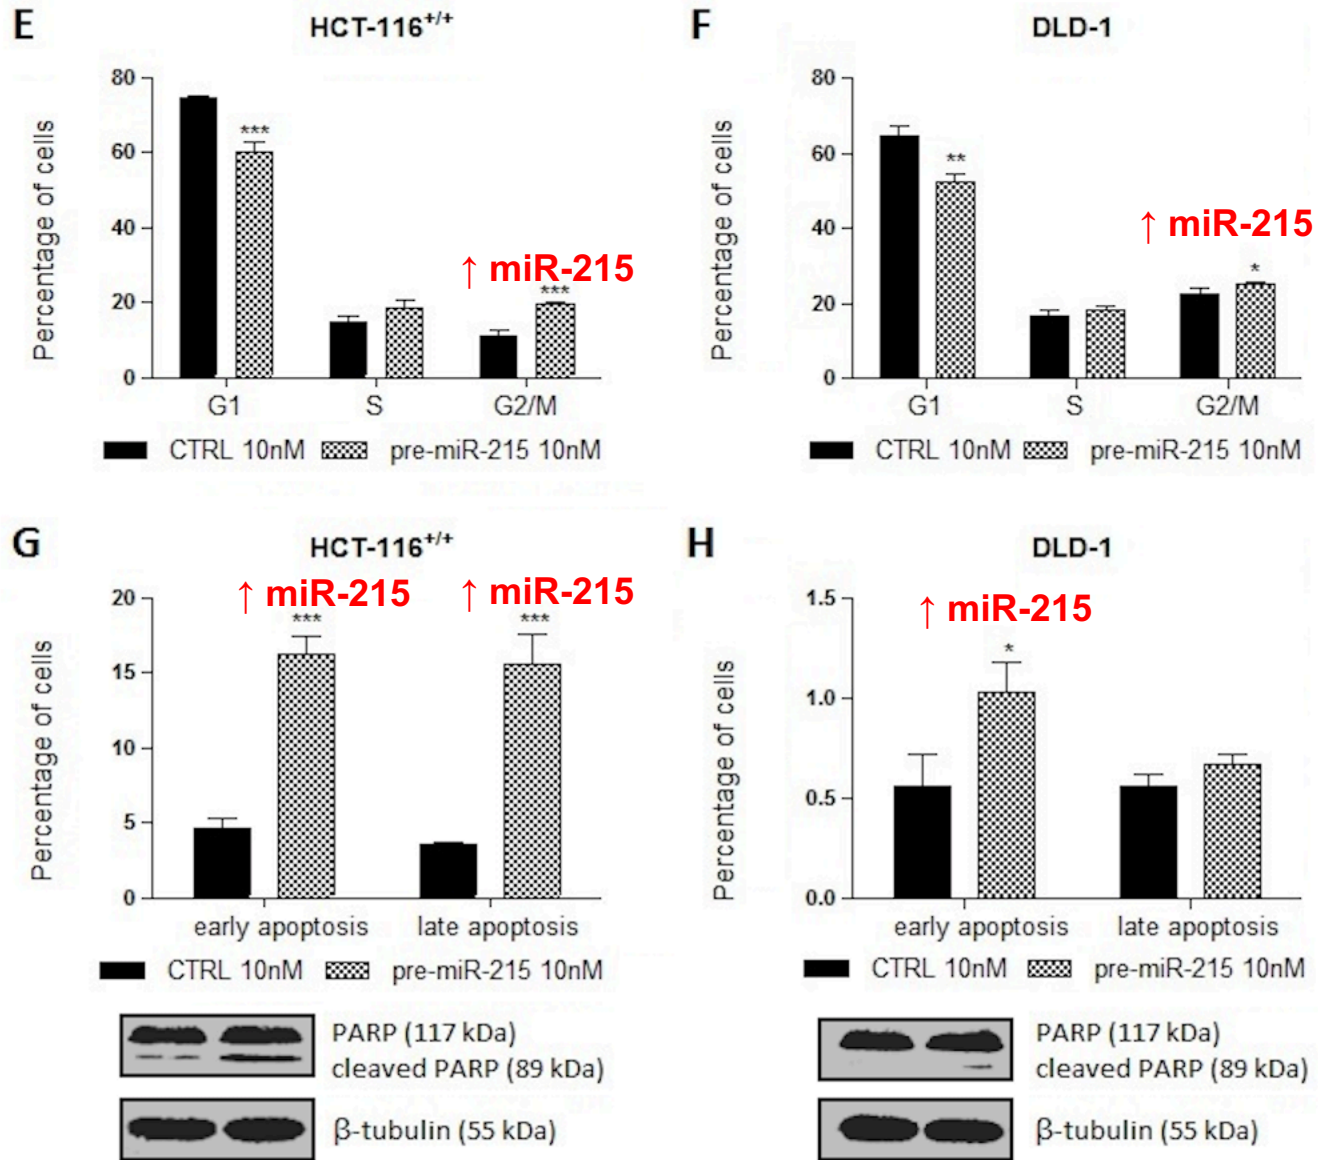 E
HCT-116+/+
Percentage of cells
80
60
40
20
0
***
↑ miR-215
***
G1 S G2/M
CTRL 10nM pre-miR-215 10nM
F
DLD-1
Percentage of cells
80
60
40
20
0
**
↑ miR-215
*
G1 S G2/M
CTRL 10nM pre-miR-215 10nM
G
HCT-116+/+
↑ miR-215 ↑ miR-215
*** ***
Percentage of cells
20
15
10
5
0
early apoptosis late apoptosis
CTRL 10nM pre-miR-215 10nM
PARP (117 kDa)
cleaved PARP (89 kDa)
β-tubulin (55 kDa)
H
DLD-1
↑ miR-215
*
Percentage of cells
1.5
1.0
0.5
0.0
early apoptosis late apoptosis
CTRL 10nM pre-miR-215 10nM
PARP (117 kDa)
cleaved PARP (89 kDa)
β-tubulin (55 kDa)